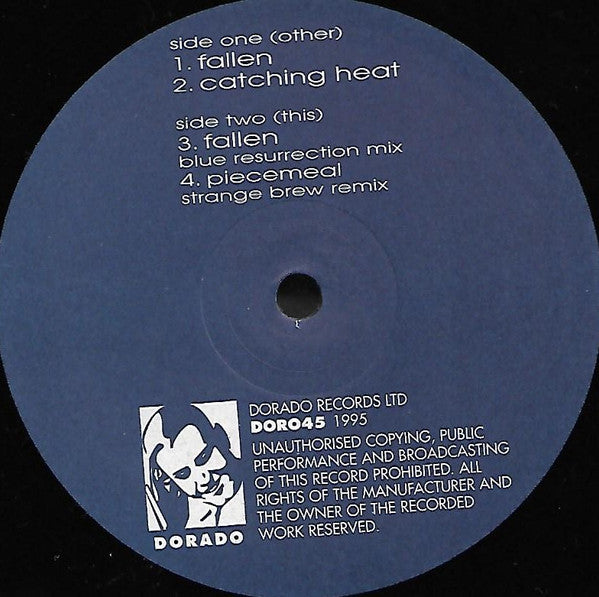 side one (other)
1. fallen
2. catching heat
side two (this)
3. fallen
blue resurrection mix
4. piecemeal
strange brew remix
DORADO RECORDS LTD
DORO45 1995
UNAUTHORISED COPYING, PUBLIC
PERFORMANCE AND BROADCASTING
OF THIS RECORD PROHIBITED. ALL
RIGHTS OF THE MANUFACTURER AND
THE OWNER OF THE RECORDED
WORK RESERVED.
DORADO